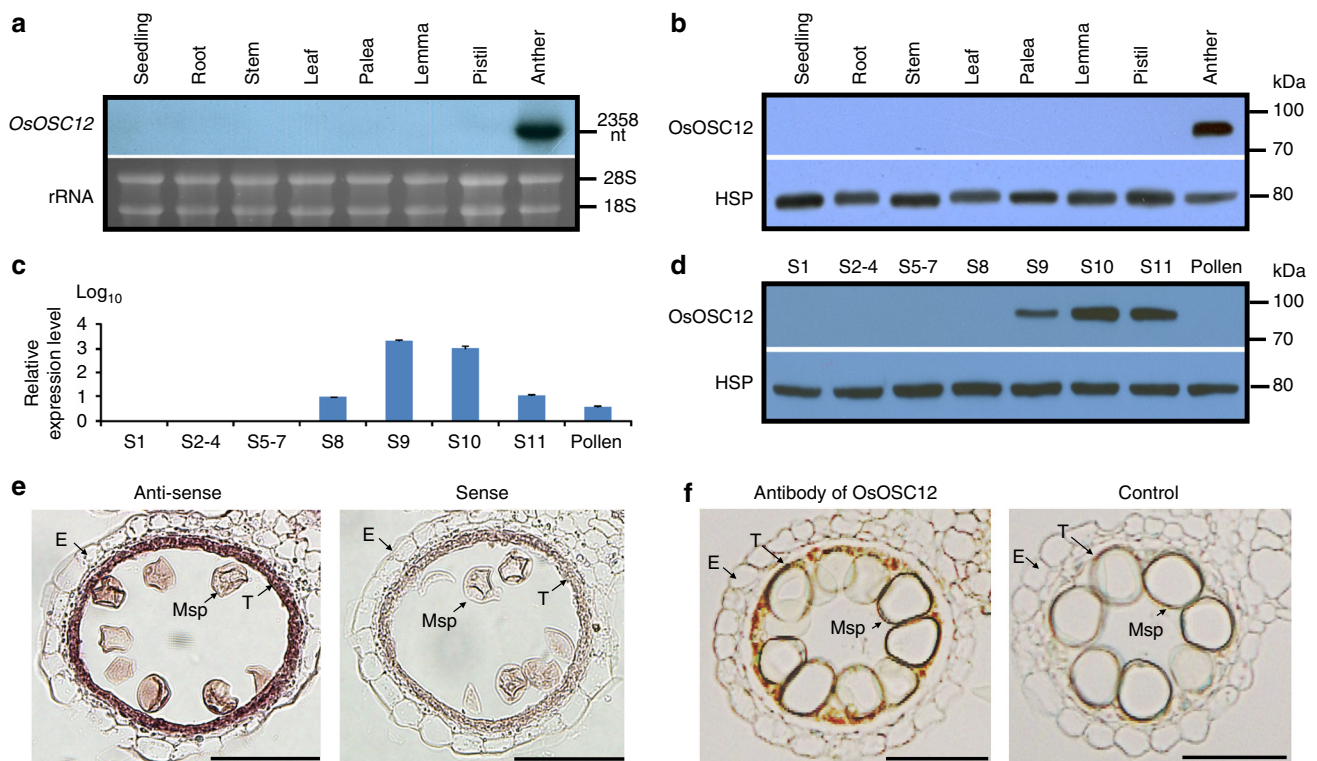 a
Seedling
Root
Stem
Leaf
Palea
Lemma
Pistil
Anther
OsOSC12
2358
nt
rRNA
28S
18S
b
Seedling
Root
Stem
Leaf
Palea
Lemma
Pistil
Anther
kDa
OsOSC12
100
70
HSP
80
c
Log10
Relative
expression level
4
3
2
1
0
S1 S2-4 S5-7 S8 S9 S10 S11 Pollen
d
S1 S2-4 S5-7 S8 S9 S10 S11 Pollen
kDa
OsOSC12
100
70
HSP
80
e
Anti-sense
E
Msp
T
Sense
E
Msp
T
f
Antibody of OsOSC12
E
T
Msp
Control
E
T
Msp